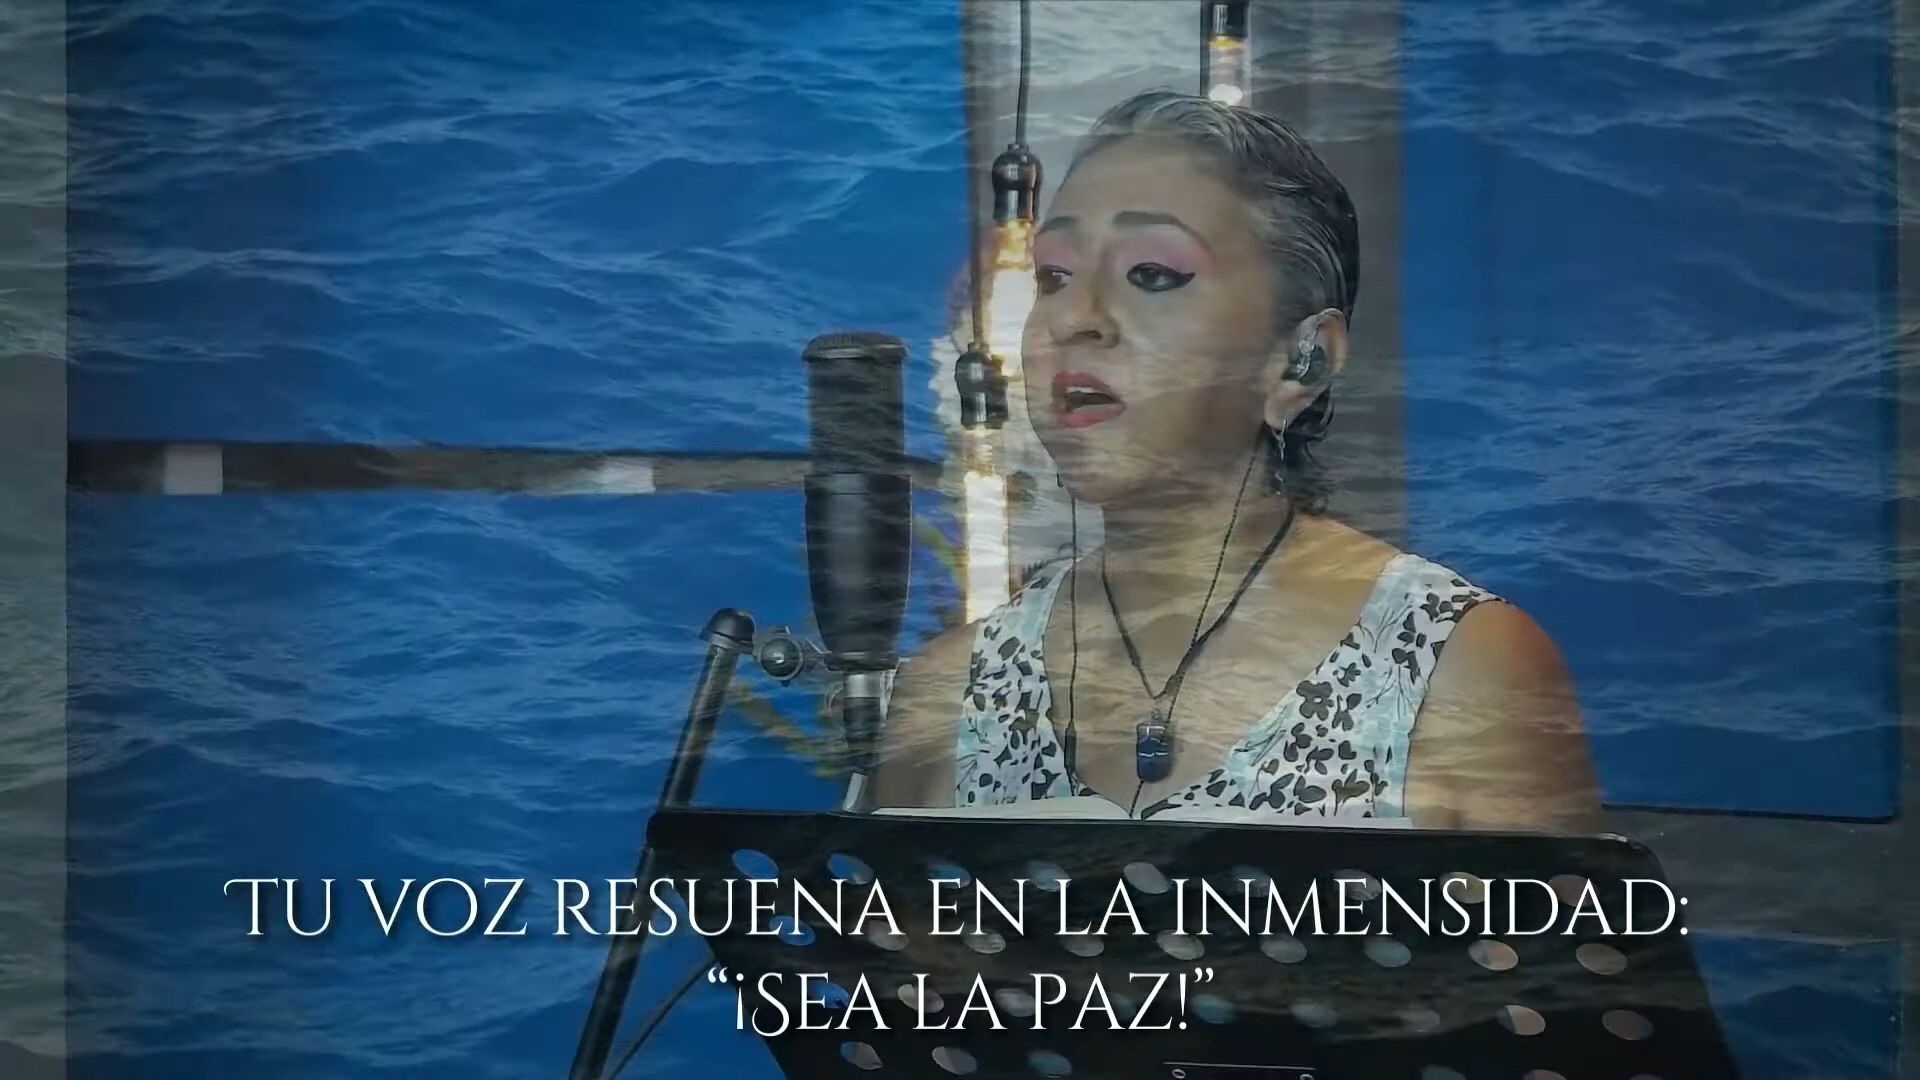 Tu voz resuena en la inmensidad:
“¡Sea la paz!”